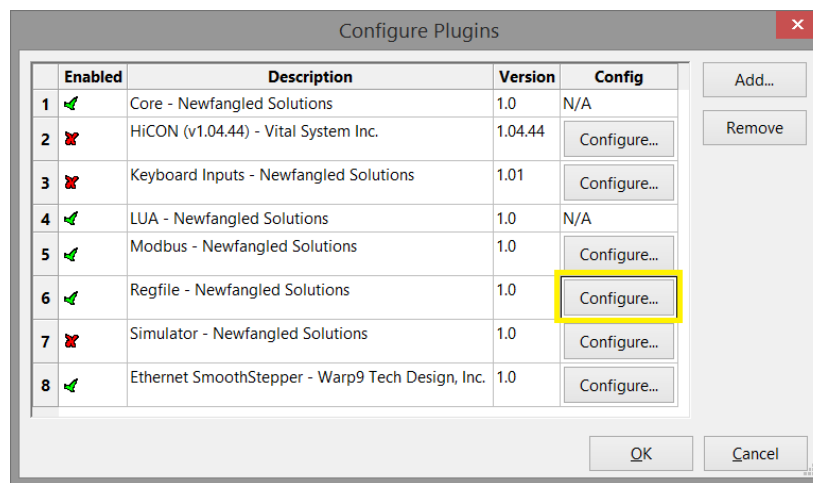 Configure Plugins
x
Enabled Description Version Config
Add...
1 Core - Newfangled Solutions 1.0 N/A
2 HiCON (v1.04.44) - Vital System Inc. 1.04.44 Configure...
Remove
3 Keyboard Inputs - Newfangled Solutions 1.01 Configure...
4 LUA - Newfangled Solutions 1.0 N/A
5 Modbus - Newfangled Solutions 1.0 Configure...
6 Regfile - Newfangled Solutions 1.0 Configure...
7 Simulator - Newfangled Solutions 1.0 Configure...
8 Ethernet SmoothStepper - Warp9 Tech Design, Inc. 1.0 Configure...
OK Cancel